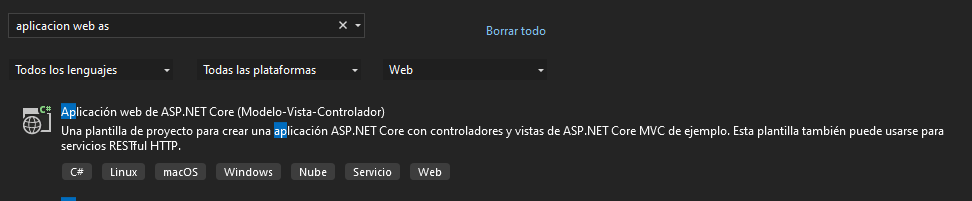 aplicacion web as
Borrar todo
Todos los lenguajes
Todas las plataformas
Web
C#
Aplicación web de ASP.NET Core (Modelo-Vista-Controlador)
Una plantilla de proyecto para crear una aplicación ASP.NET Core con controladores y vistas de ASP.NET Core MVC de ejemplo. Esta plantilla también puede usarse para
servicios RESTful HTTP.
C# Linux macOS Windows Nube Servicio Web